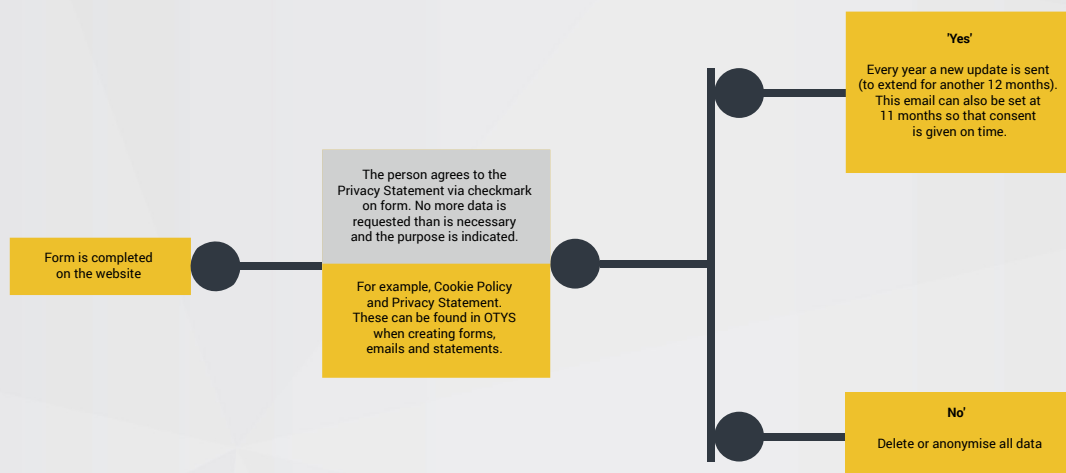 Form is completed
on the website
The person agrees to the
Privacy Statement via checkmark
on form. No more data is
requested than is necessary
and the purpose is indicated.
For example, Cookie Policy
and Privacy Statement.
These can be found in OTYS
when creating forms,
emails and statements.
'Yes'
Every year a new update is sent
(to extend for another 12 months).
This email can also be set at
11 months so that consent
is given on time.
No'
Delete or anonymise all data